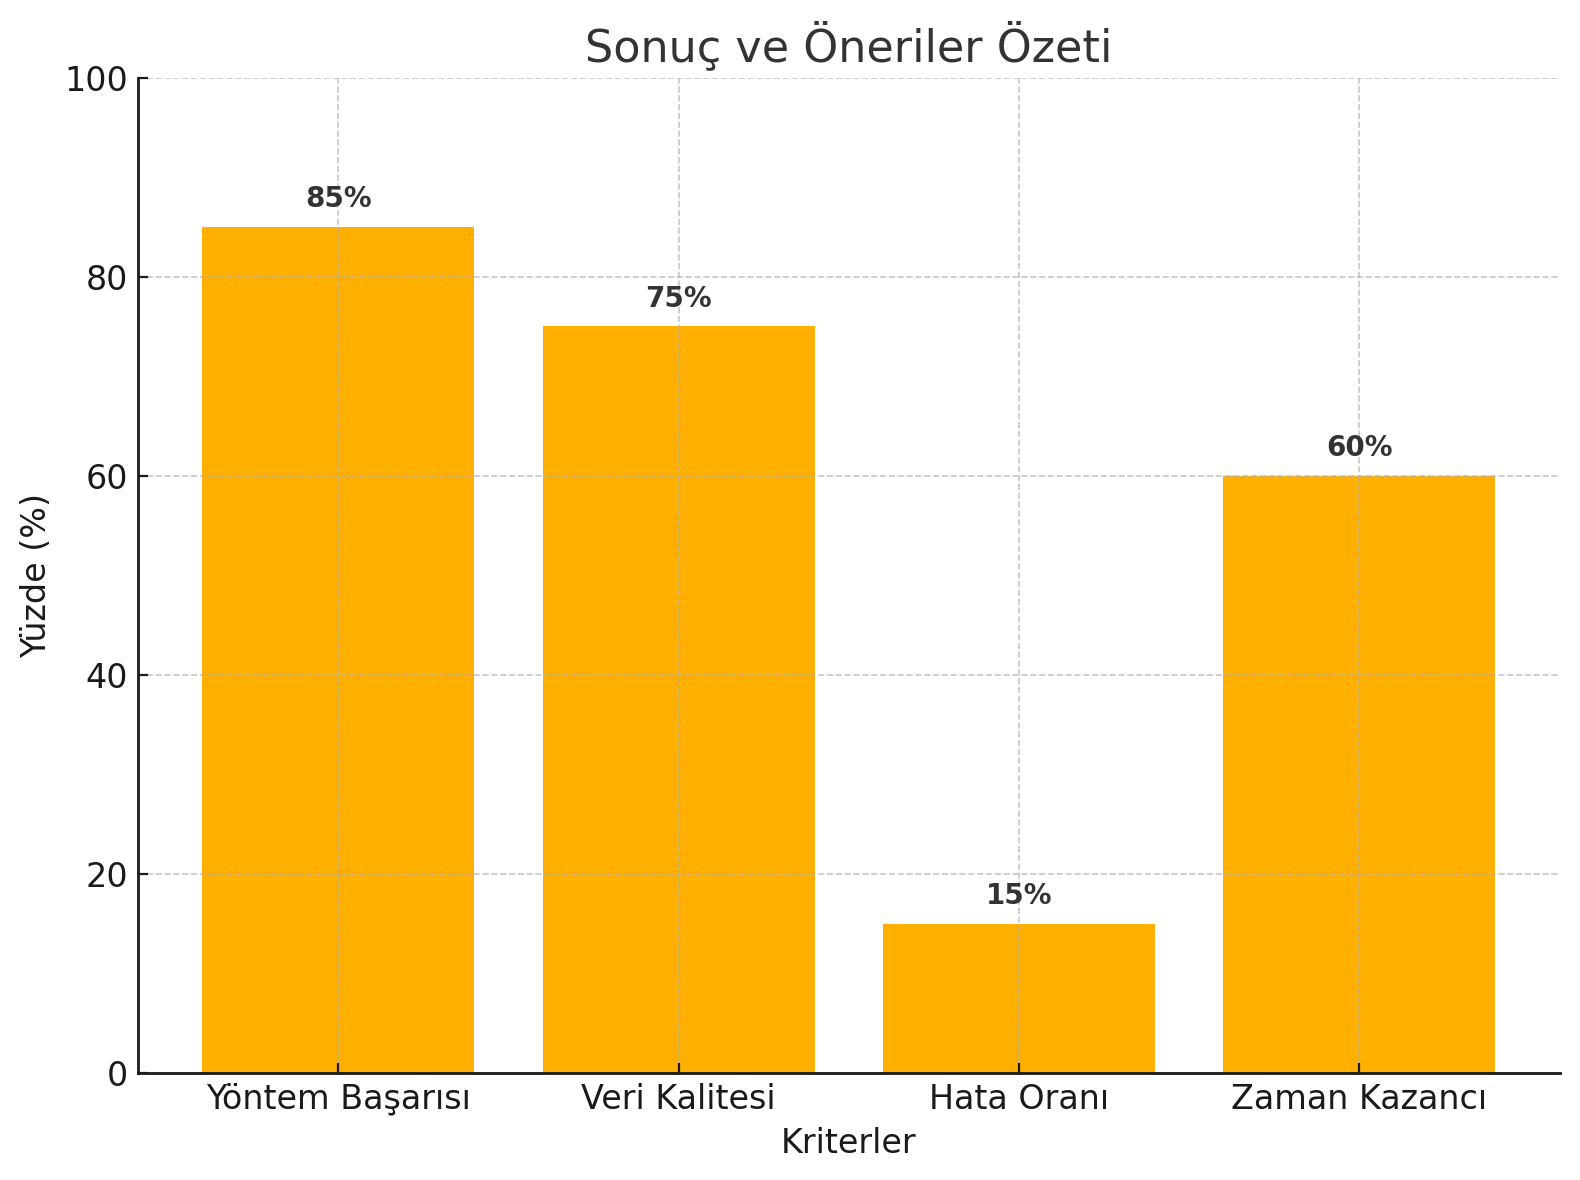 Sonuç ve Öneriler Özeti
100
80
60
40
20
0
Yüzde (%)
85%
75%
15%
60%
Yöntem Başarısı
Veri Kalitesi
Hata Oranı
Zaman Kazancı
Kriterler